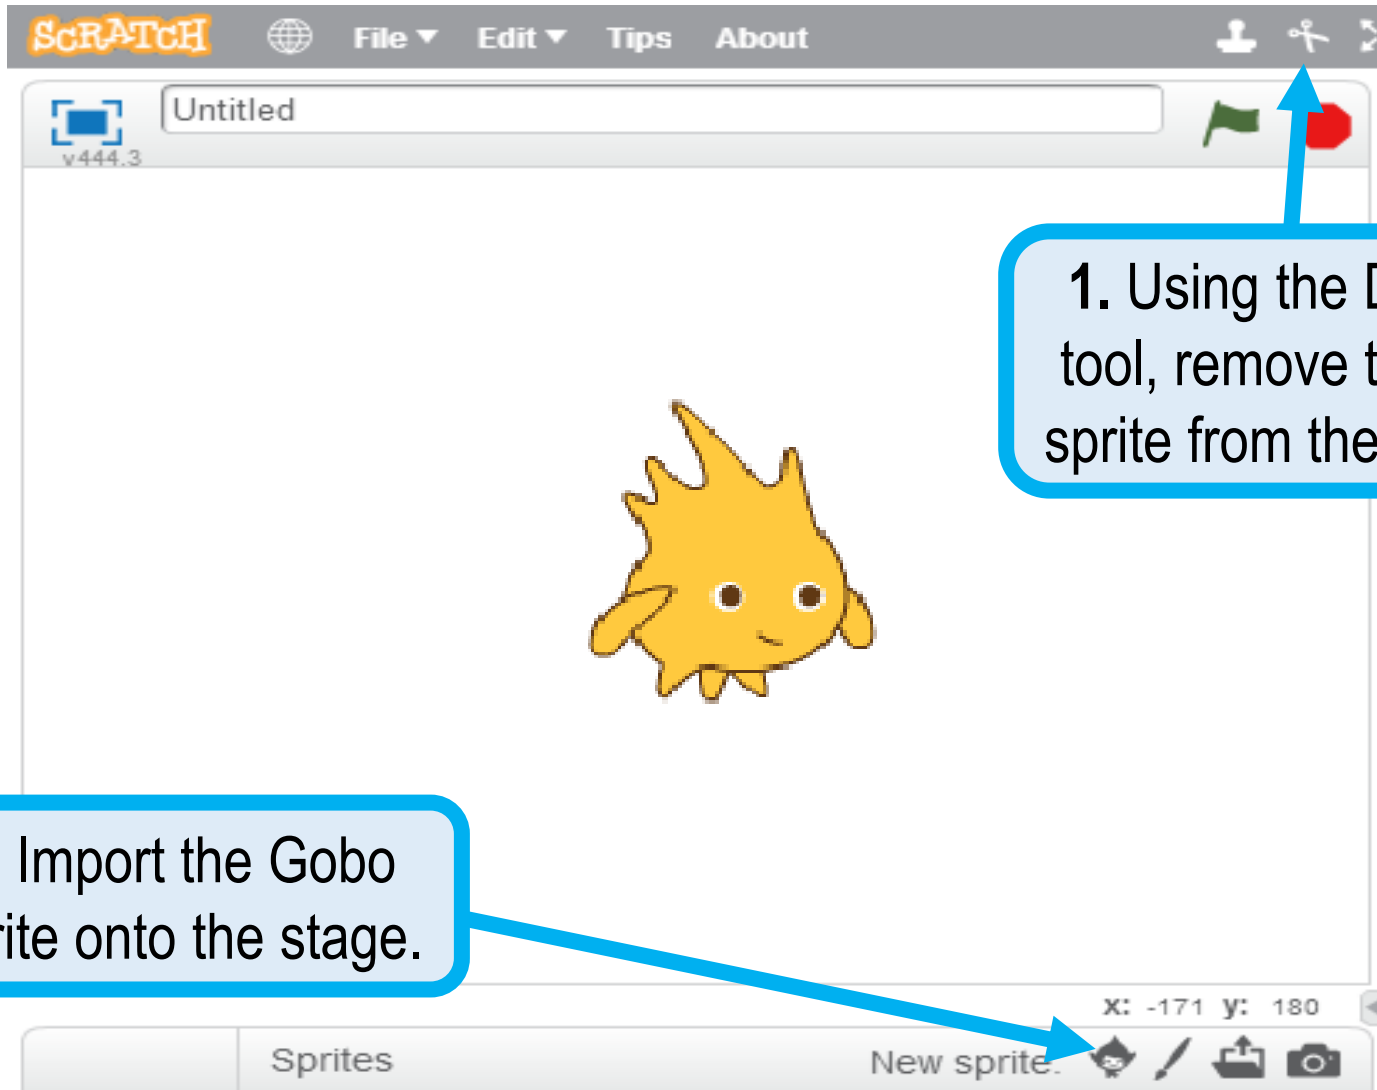 SCRATCH File Edit Tips About
Untitled
v444.3
1. Using the
tool, remove
sprite from the
Import the Gobo
onto the stage.
x: -171 y: 180
Sprites New sprite: